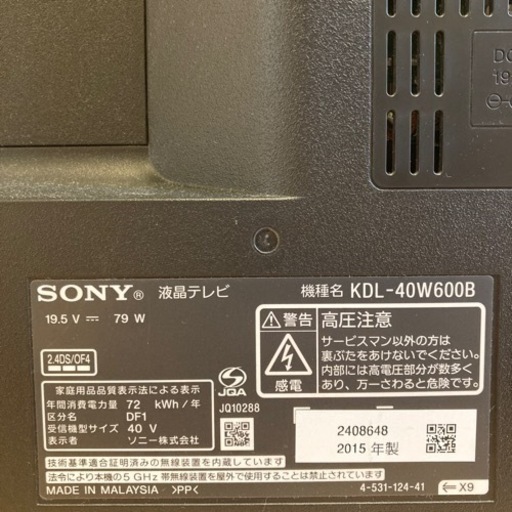 DC
19
SONY® 液晶テレビ
機種名 KDL-40W600B
19.5 V 79 W
2.4DS/OF4
家庭用品品質表示法による表示
年間消費電力量 72 kWh/年
区分名 DF1
受信機型サイズ 40 V
表示者 ソニー株式会社
JQA
JQ10288
警告 高圧注意
感電
サービスマン以外の方は
裏ぶたをあけないでください。
内部には高電圧部分が数多く
あり、万一さわると危険です。
2408648
2015年製
技術基準適合証明済みの無線装置を内蔵しています。
法令により本機の5GHz帯無線装置を屋外で使用することは禁止されています。
MADE IN MALAYSIA >PP<
4-531-124-41
X9